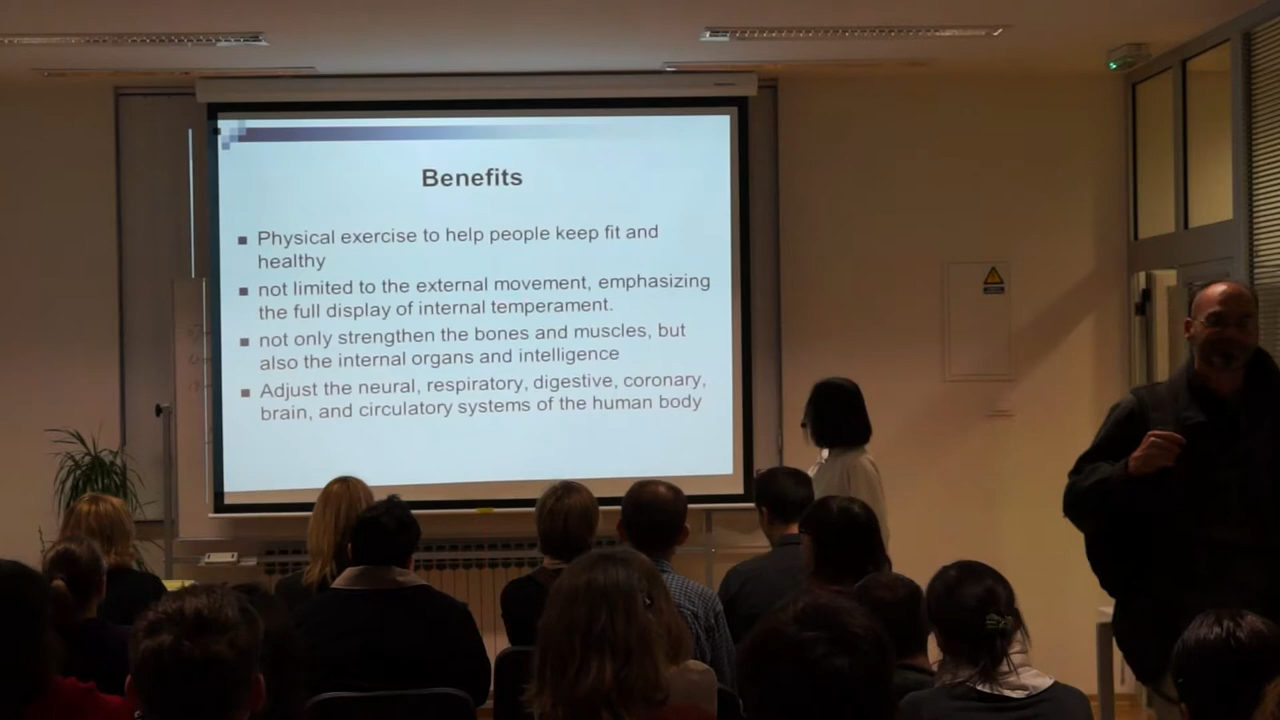 Benefits
Physical exercise to help people keep fit and
healthy
not limited to the external movement, emphasizing
the full display of internal temperament.
not only strengthen the bones and muscles, but
also the internal organs and intelligence
Adjust the neural, respiratory, digestive, coronary,
brain, and circulatory systems of the human body